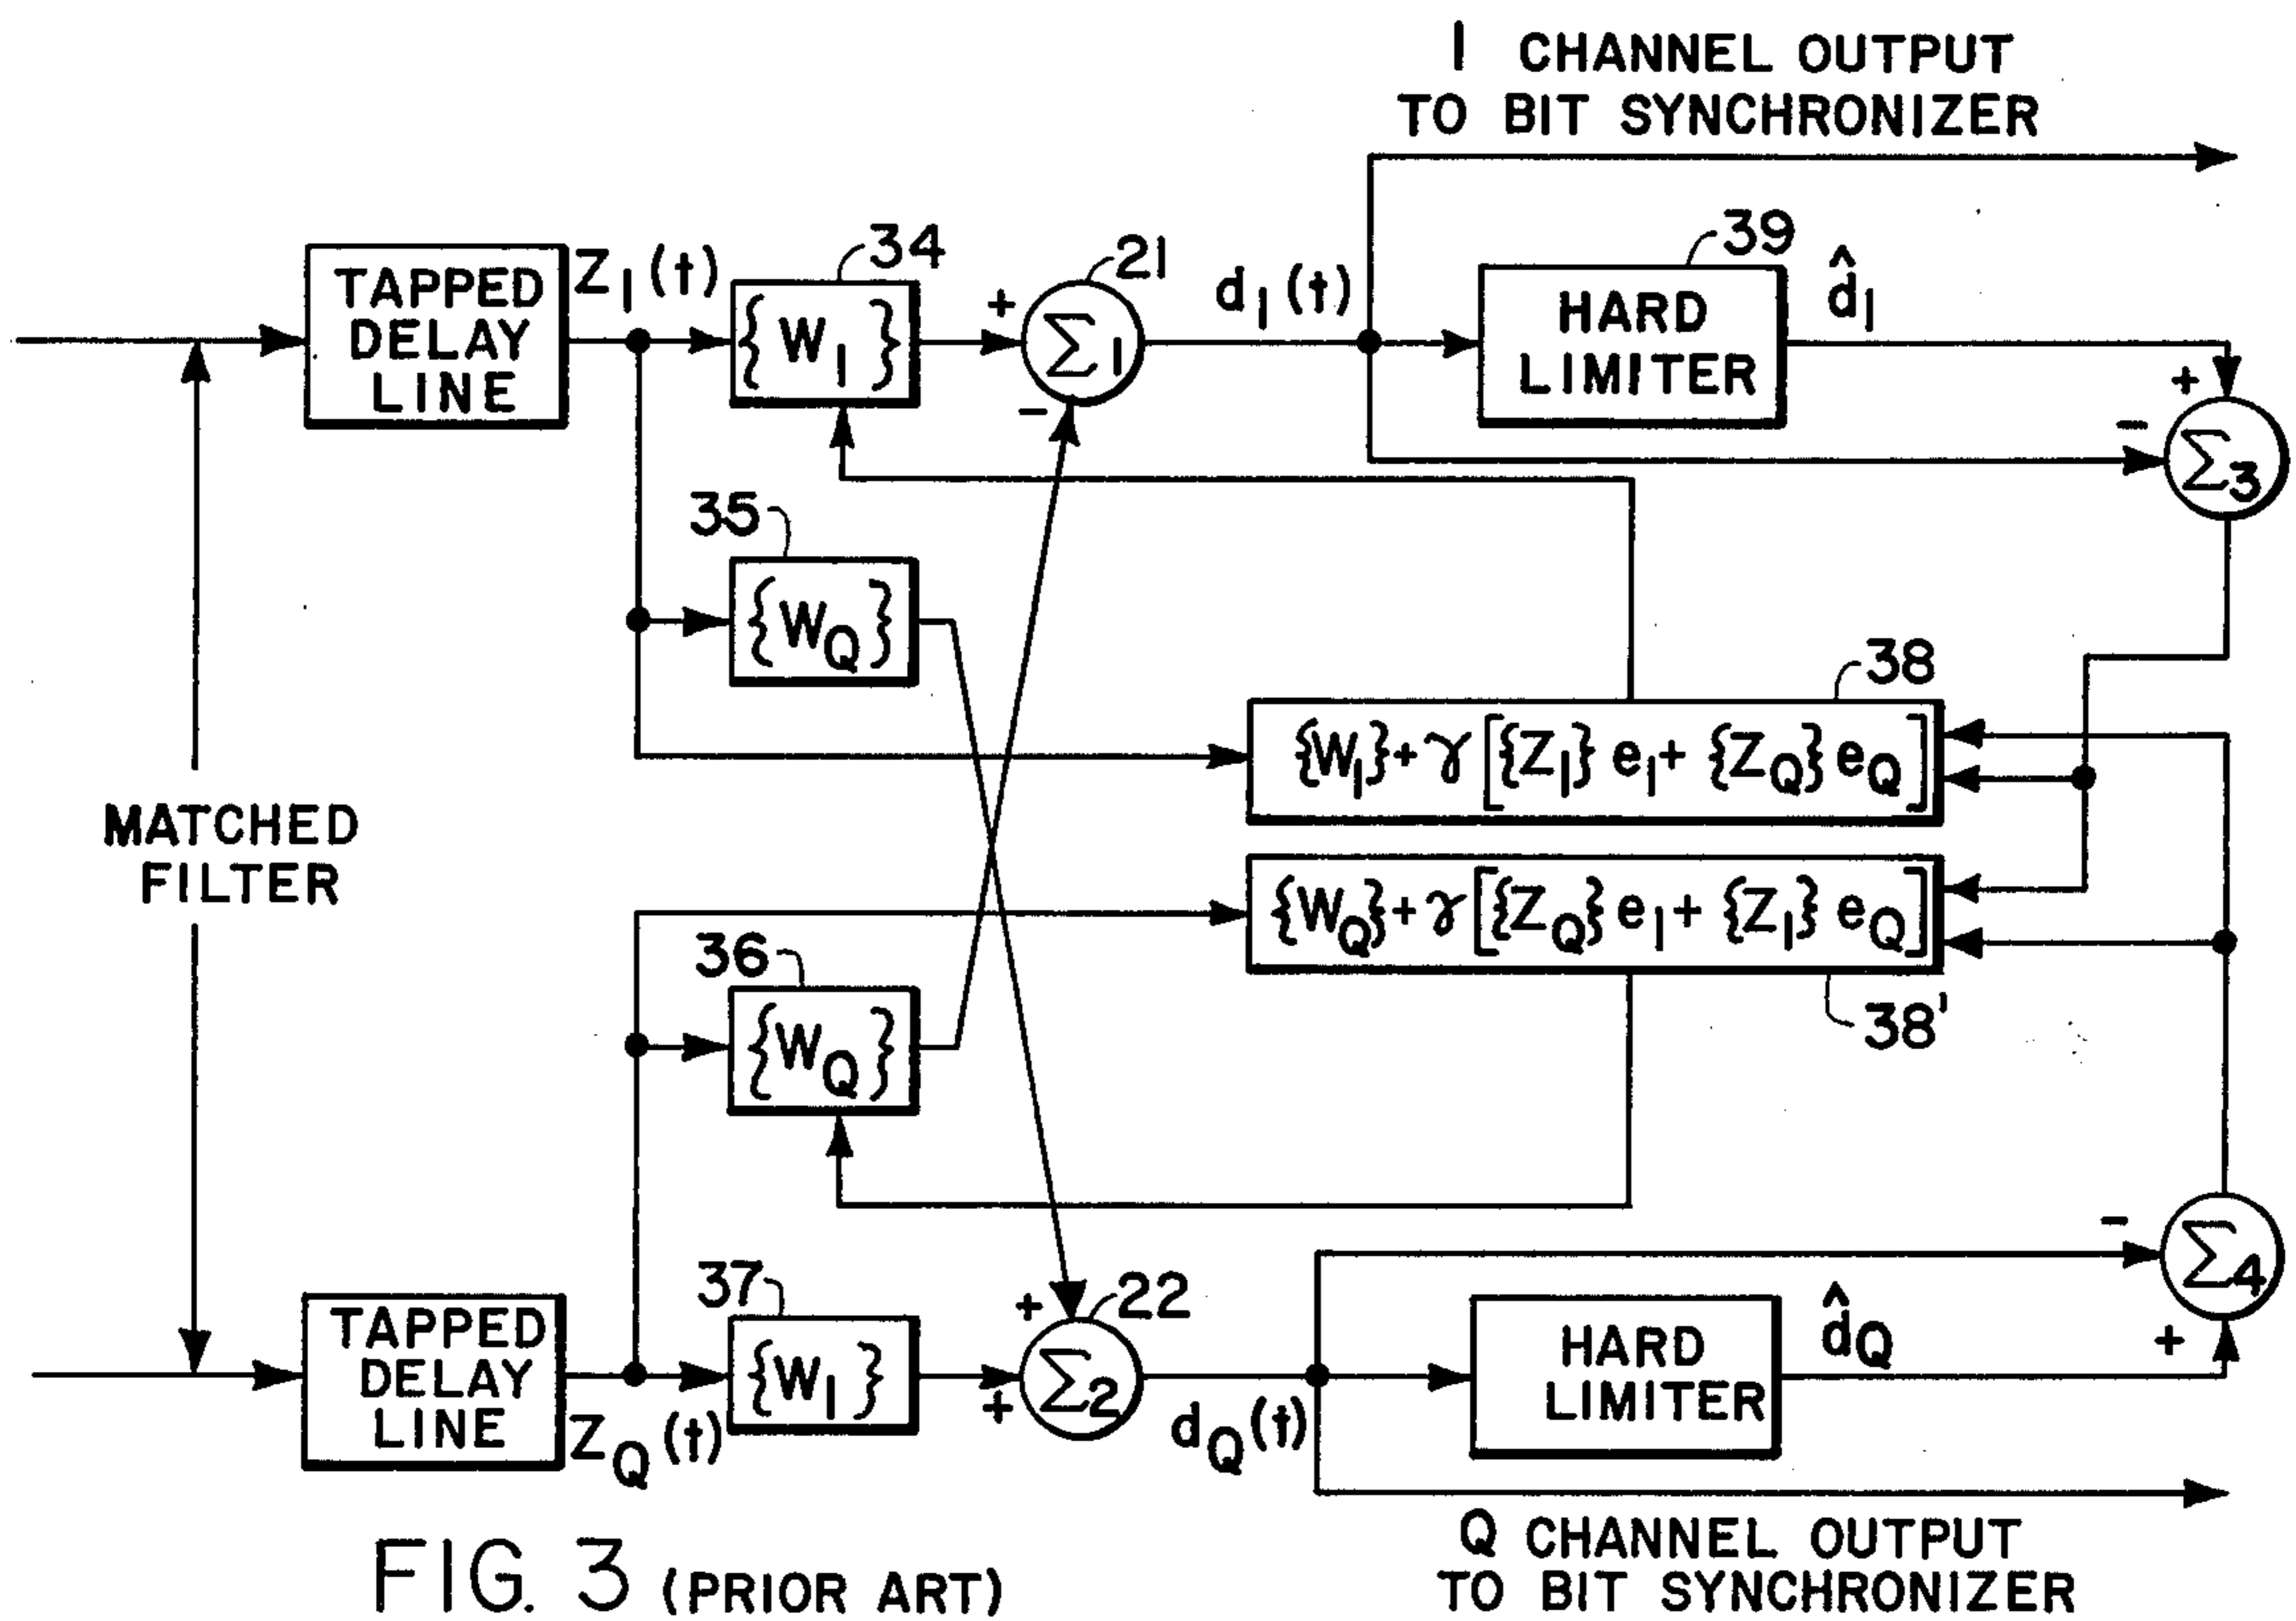 I CHANNEL OUTPUT
TO BIT SYNCHRONIZER
TAPPED
DELAY
LINE
Z_I(t)
34
{W_I}
+
-
21
Σ1
d_I(t)
39
HARD
LIMITER
d̂_I
+
-
Σ3
35
{W_Q}
38
{W_I}+γ[{Z_I}e_I+{Z_Q}e_Q]
MATCHED
FILTER
{W_Q}+γ[{Z_Q}e_I+{Z_I}e_Q]
38'
36
{W_Q}
TAPPED
DELAY
LINE
Z_Q(t)
37
{W_I}
+
+
22
Σ2
d_Q(t)
HARD
LIMITER
d̂_Q
-
+
Σ4
Q CHANNEL OUTPUT
TO BIT SYNCHRONIZER
FIG. 3 (PRIOR ART)